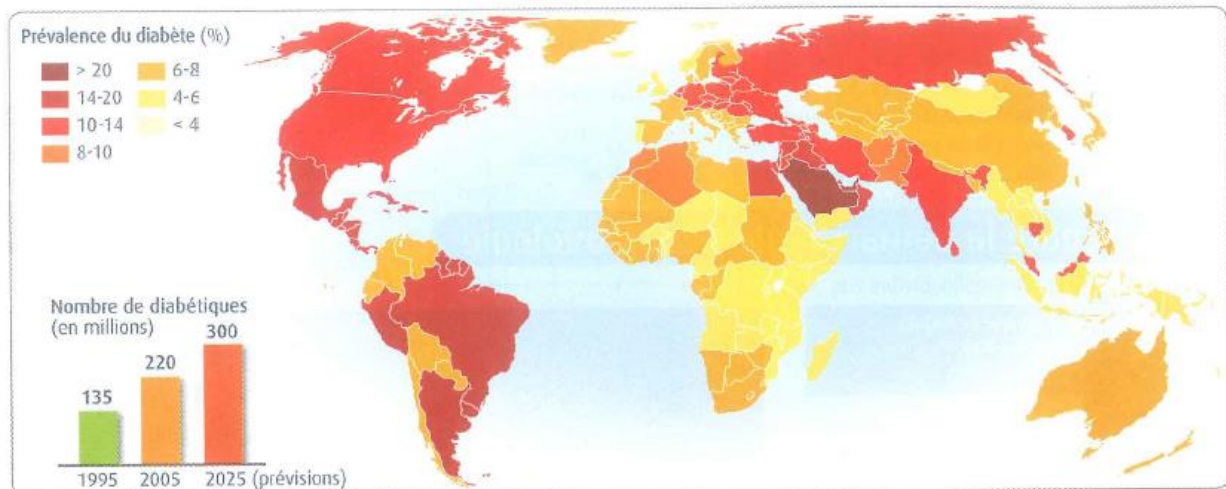 Prévalence du diabète (%)
> 20
6-8
14-20
4-6
10-14
< 4
8-10
Nombre de diabétiques
(en millions)
300
220
135
1995 2005 2025 (prévisions)